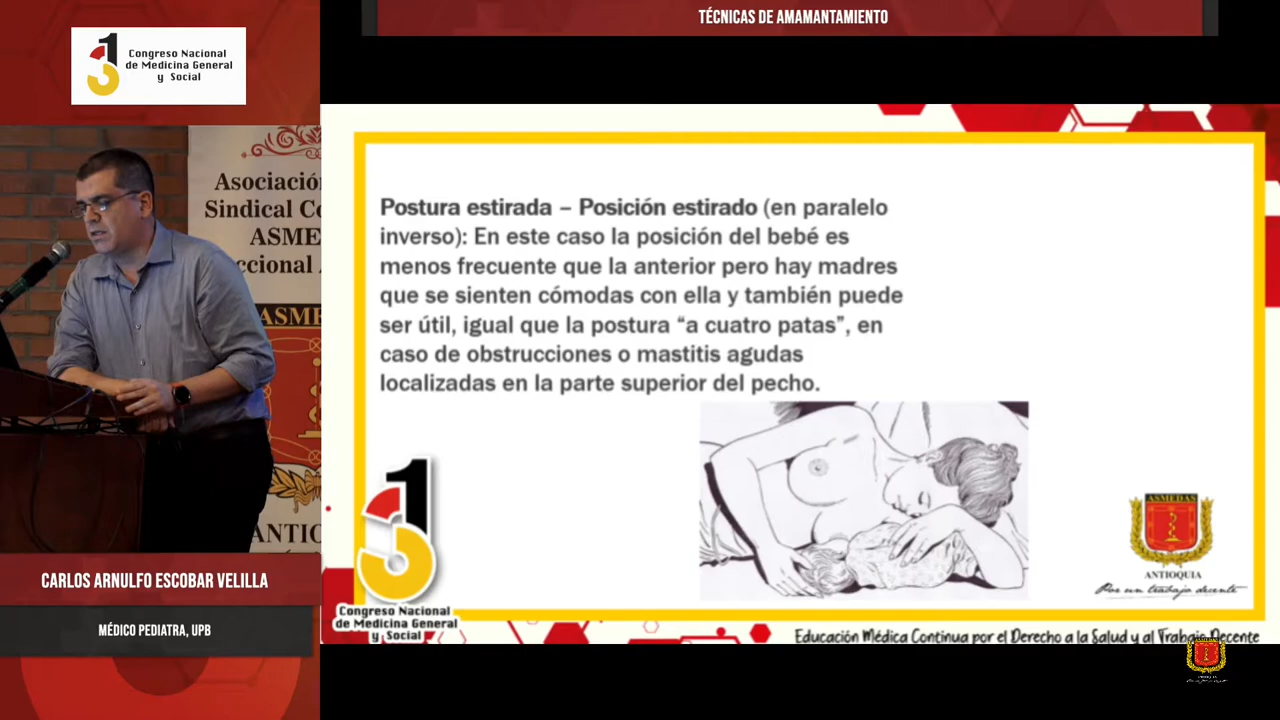 TÉCNICAS DE AMAMANTAMIENTO
Congreso Nacional
de Medicina General
y Social
Asociación
Sindical Co
ASME
ccional A
ASME
ANTIO
CARLOS ARNULFO ESCOBAR VELILLA
MÉDICO PEDIATRA, UPB
Postura estirada – Posición estirado (en paralelo
inverso): En este caso la posición del bebé es
menos frecuente que la anterior pero hay madres
que se sienten cómodas con ella y también puede
ser útil, igual que la postura “a cuatro patas”, en
caso de obstrucciones o mastitis agudas
localizadas en la parte superior del pecho.
Congreso Nacional
de Medicina General
y Social
ASMEDAS
ANTIOQUIA
Por un trabajo decente
Educación Médica Continua por el Derecho a la Salud y al Trabajo Decente